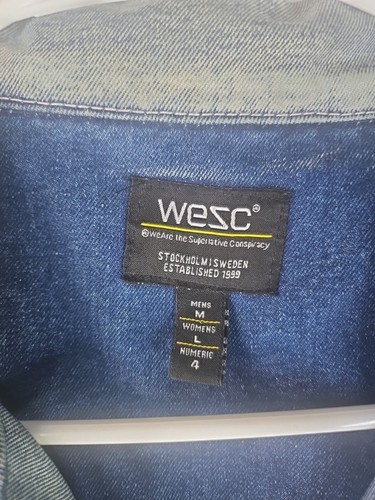 wesc®
®WeAre the Superlative Conspiracy
STOCKHOLM | SWEDEN
ESTABLISHED 1999
MENS
M
WOMENS
L
NUMERIC
4